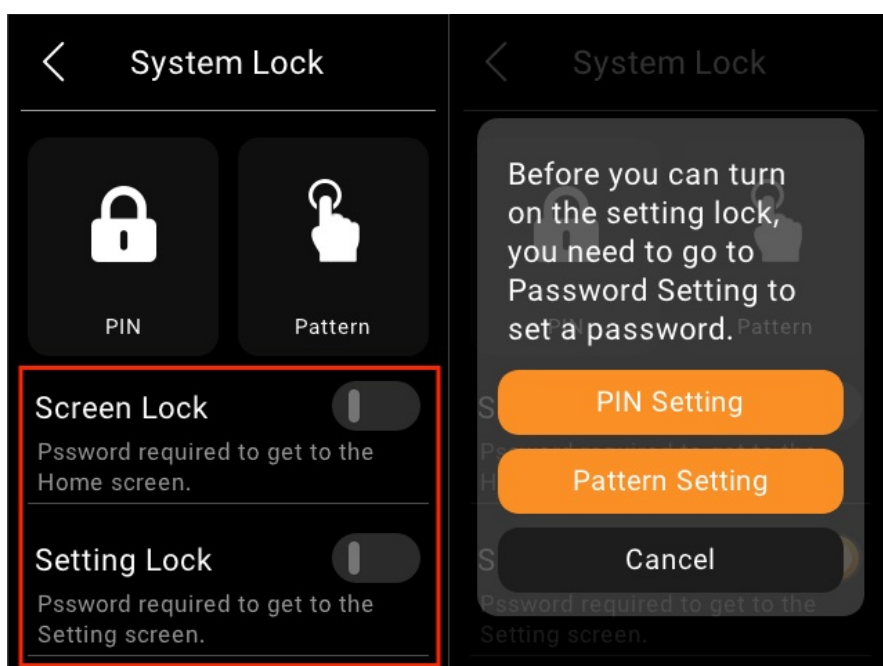 System Lock
PIN
Pattern
Screen Lock
Pssword required to get to the
Home screen.
Setting Lock
Pssword required to get to the
Setting screen.
System Lock
Before you can turn
on the setting lock,
you need to go to
Password Setting to
set a password.
Pattern
PIN Setting
Pattern Setting
Cancel
Pssword required to get to the
Setting screen.